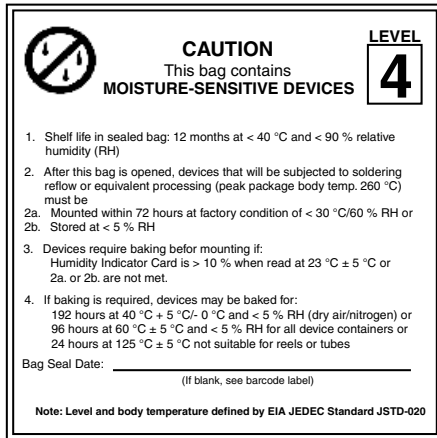 LEVEL
4
CAUTION
This bag contains
MOISTURE-SENSITIVE DEVICES
1. Shelf life in sealed bag: 12 months at < 40 °C and < 90 % relative
humidity (RH)
2. After this bag is opened, devices that will be subjected to soldering
reflow or equivalent processing (peak package body temp. 260 °C)
must be
2a. Mounted within 72 hours at factory condition of < 30 °C/60 % RH or
2b. Stored at < 5 % RH
3. Devices require baking befor mounting if:
Humidity Indicator Card is > 10 % when read at 23 °C ± 5 °C or
2a. or 2b. are not met.
4. If baking is required, devices may be baked for:
192 hours at 40 °C + 5 °C/- 0 °C and < 5 % RH (dry air/nitrogen) or
96 hours at 60 °C ± 5 °C and < 5 % RH for all device containers or
24 hours at 125 °C ± 5 °C not suitable for reels or tubes
Bag Seal Date:
(If blank, see barcode label)
Note: Level and body temperature defined by EIA JEDEC Standard JSTD-020